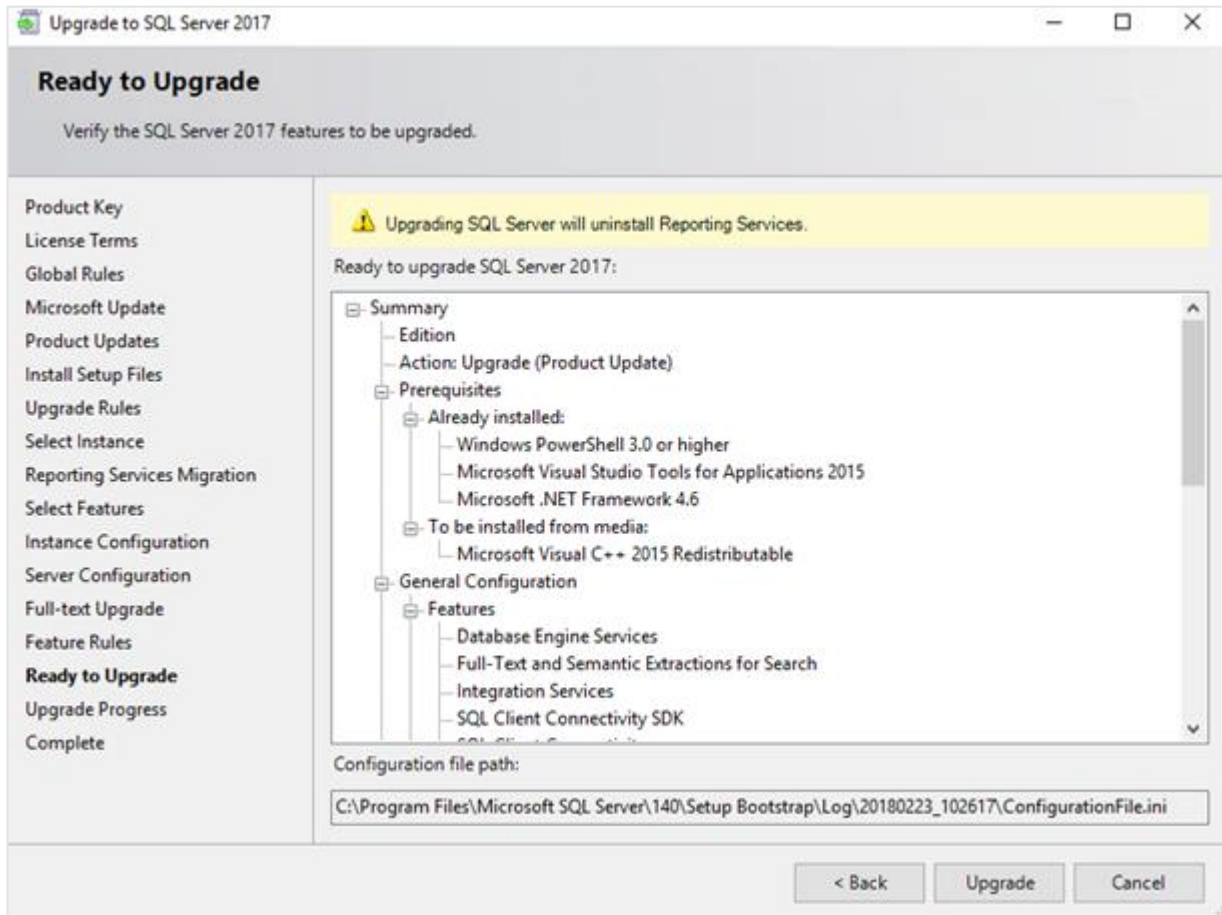 Upgrade to SQL Server 2017
Ready to Upgrade
Verify the SQL Server 2017 features to be upgraded.
Product Key
License Terms
Global Rules
Microsoft Update
Product Updates
Install Setup Files
Upgrade Rules
Select Instance
Reporting Services Migration
Select Features
Instance Configuration
Server Configuration
Full-text Upgrade
Feature Rules
Ready to Upgrade
Upgrade Progress
Complete
Upgrading SQL Server will uninstall Reporting Services.
Ready to upgrade SQL Server 2017:
Summary
Edition
Action: Upgrade (Product Update)
Prerequisites
Already installed:
Windows PowerShell 3.0 or higher
Microsoft Visual Studio Tools for Applications 2015
Microsoft .NET Framework 4.6
To be installed from media:
Microsoft Visual C++ 2015 Redistributable
General Configuration
Features
Database Engine Services
Full-Text and Semantic Extractions for Search
Integration Services
SQL Client Connectivity SDK
Configuration file path:
C:\Program Files\Microsoft SQL Server\140\Setup Bootstrap\Log\20180223_102617\ConfigurationFile.ini
< Back
Upgrade
Cancel